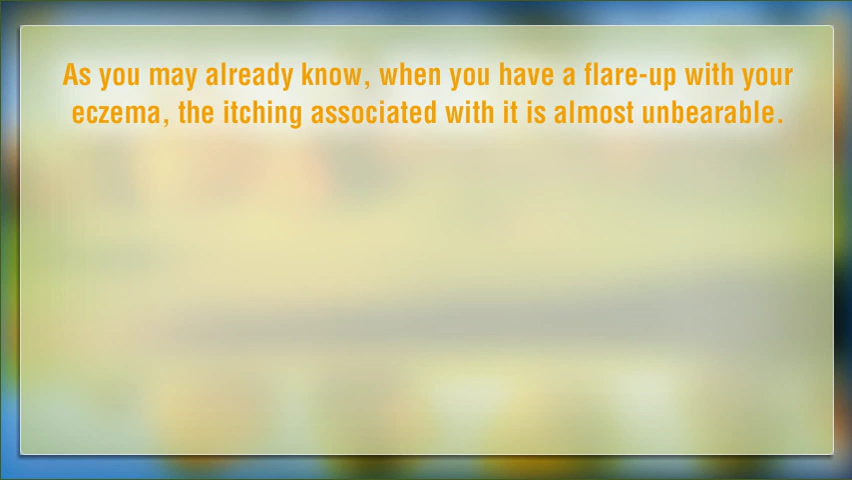 As you may already know, when you have a flare-up with your
eczema, the itching associated with it is almost unbearable.